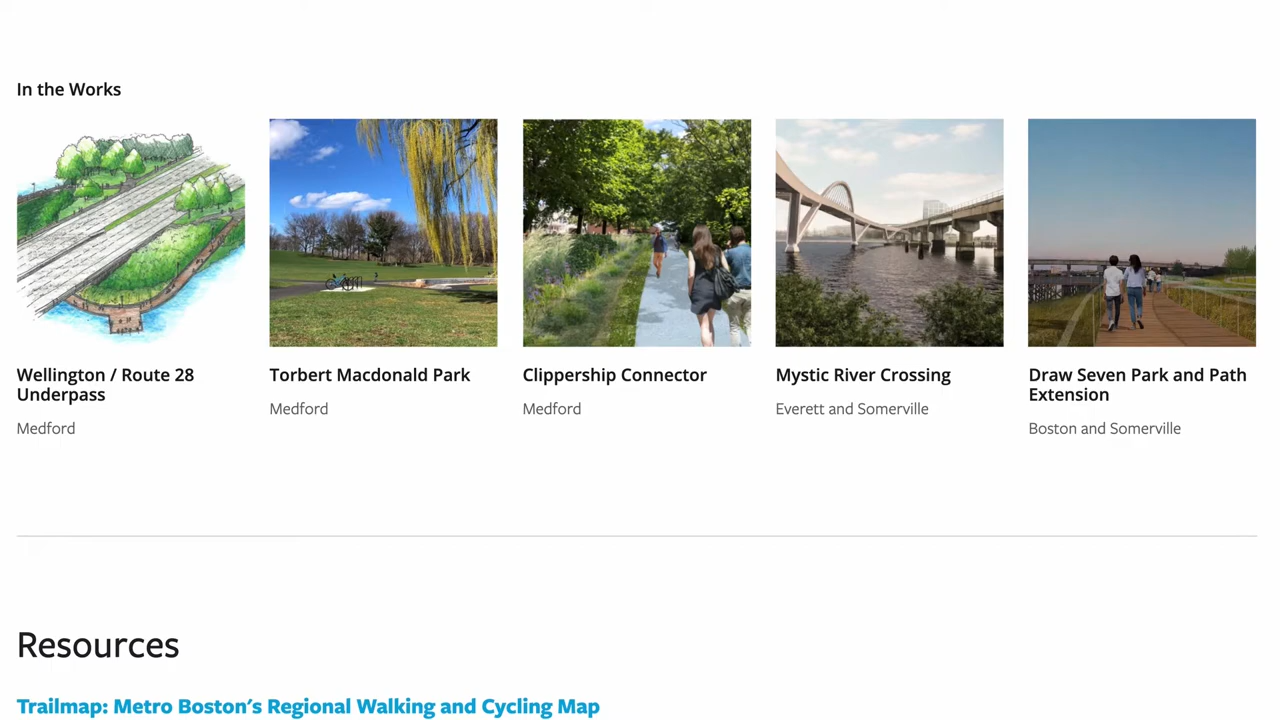 In the Works
Wellington / Route 28
Underpass
Medford
Torbert Macdonald Park
Medford
Clippership Connector
Medford
Mystic River Crossing
Everett and Somerville
Draw Seven Park and Path
Extension
Boston and Somerville
Resources
Trailmap: Metro Boston's Regional Walking and Cycling Map